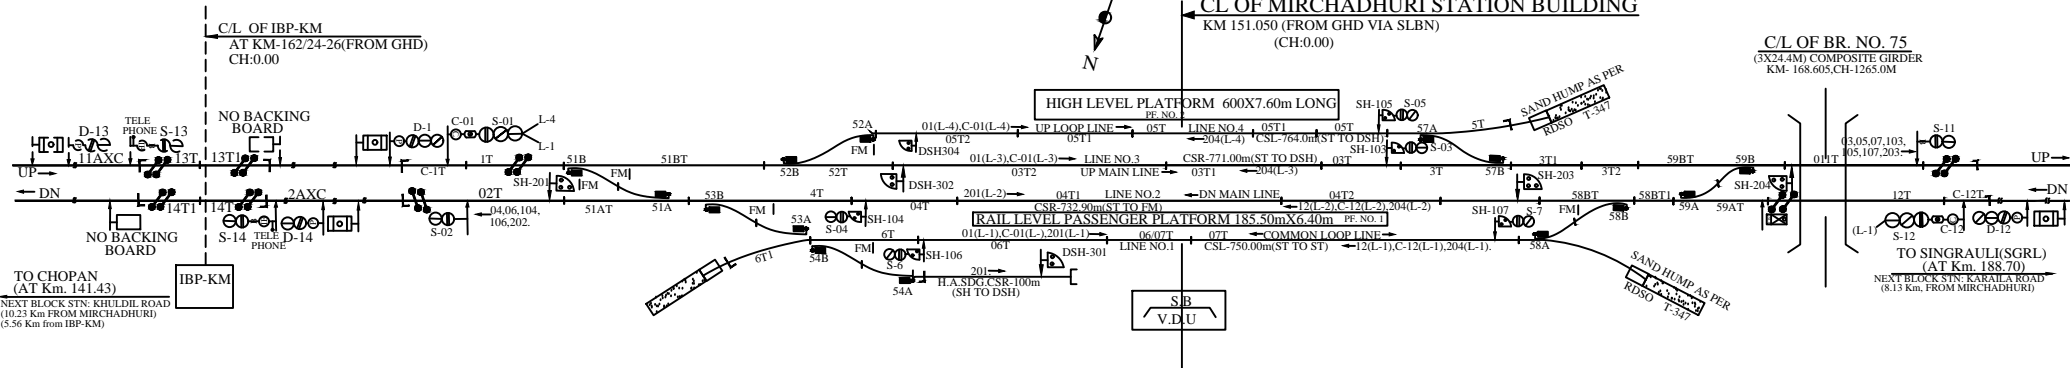 CL OF MIRCHADHURI STATION BUILDING
KM 151.050 (FROM GHD VIA SLBN)
(CH:0.00)
C/L OF IBP-KM
AT KM-162/24-26(FROM GHD)
CH:0.00
N
C/L OF BR. NO. 75
(3X24.4M) COMPOSITE GIRDER
KM- 168.605,CH-1265.0M
HIGH LEVEL PLATFORM 600X7.60m LONG
PF. NO. 2
SAND HUMP AS PER
RDSO T-347
D-13
TELE
PHONE
S-13
NO BACKING
BOARD
D-1
C-01
S-01
L-4
L-1
52A
FM
DSH304
01(L-4),C-01(L-4)
05T2
UP LOOP LINE
05T1
05T
LINE NO.4
204(L-4)
05T1
05T
CSL-764.0m(ST TO DSH)
SH-105
S-05
SH-103
S-03
57A
5T
03,05,07,103,
105,107,203.
S-11
UP
11AXC
13T
13T1
C-1T
1T
51B
51BT
52B
52T
01(L-3),C-01(L-3)
03T2
LINE NO.3
UP MAIN LINE
CSR-771.00m(ST TO DSH)
03T1
204(L-3)
03T
3T
57B
3T1
3T2
59BT
59B
011T
UP
DN
14T1
14T
2AXC
02T
SH-201
FM
FM
51AT
51A
53B
4T
DSH-302
04T
201(L-2)
CSR-732.90m(ST TO FM)
04T1
LINE NO.2
DN MAIN LINE
12(L-2),C-12(L-2),204(L-2)
04T2
SH-203
58BT
58BT1
59A
59AT
SH-204
12T
C-12T
DN
NO BACKING
BOARD
S-14
TELE
PHONE
D-14
S-02
04,06,104,
106,202.
FM
53A
S-04
SH-104
RAIL LEVEL PASSENGER PLATFORM 185.50mX6.40m PF. NO. 1
SH-107
S-7
FM
58B
(L-1)
S-12
C-12
D-12
6T1
54B
FM
6T
01(L-1),C-01(L-),201(L-1)
06T
06/07T
LINE NO.1
07T
COMMON LOOP LINE
CSL-750.00m(ST TO ST)
12(L-1),C-12(L-1),204(L-1).
58A
S-6
SH-106
54A
201.
H.A.SDG.CSR-100m
(SH TO DSH)
DSH-301
SAND HUMP AS PER
RDSO T-347
TO CHOPAN
(AT Km. 141.43)
NEXT BLOCK STN: KHULDIL ROAD
(10.23 Km FROM MIRCHADHURI)
(5.56 Km from IBP-KM)
IBP-KM
S.B
V.D.U
TO SINGRAULI(SGRL)
(AT Km. 188.70)
NEXT BLOCK STN: KARAILA ROAD
(8.13 Km, FROM MIRCHADHURI)